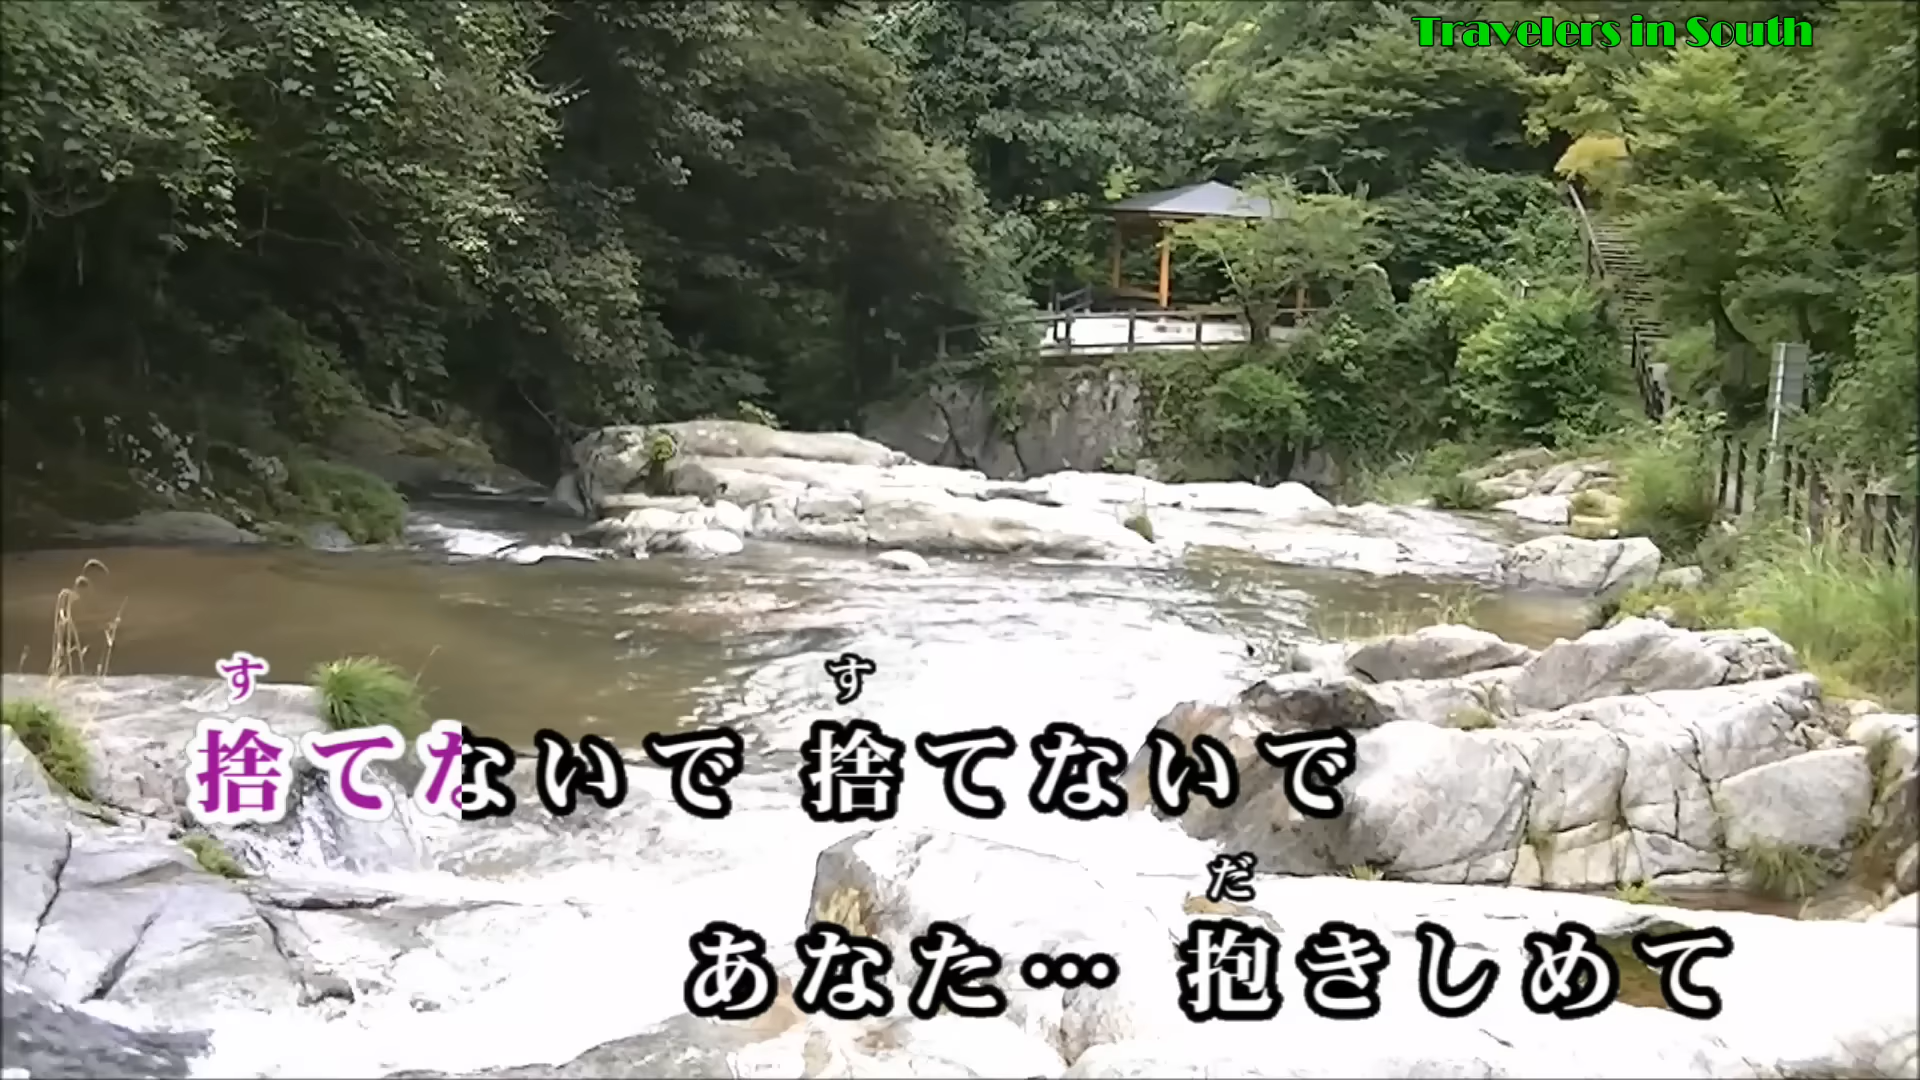 Travelers in South
す す
捨てないで 捨てないで
だ
あなた… 抱きしめて